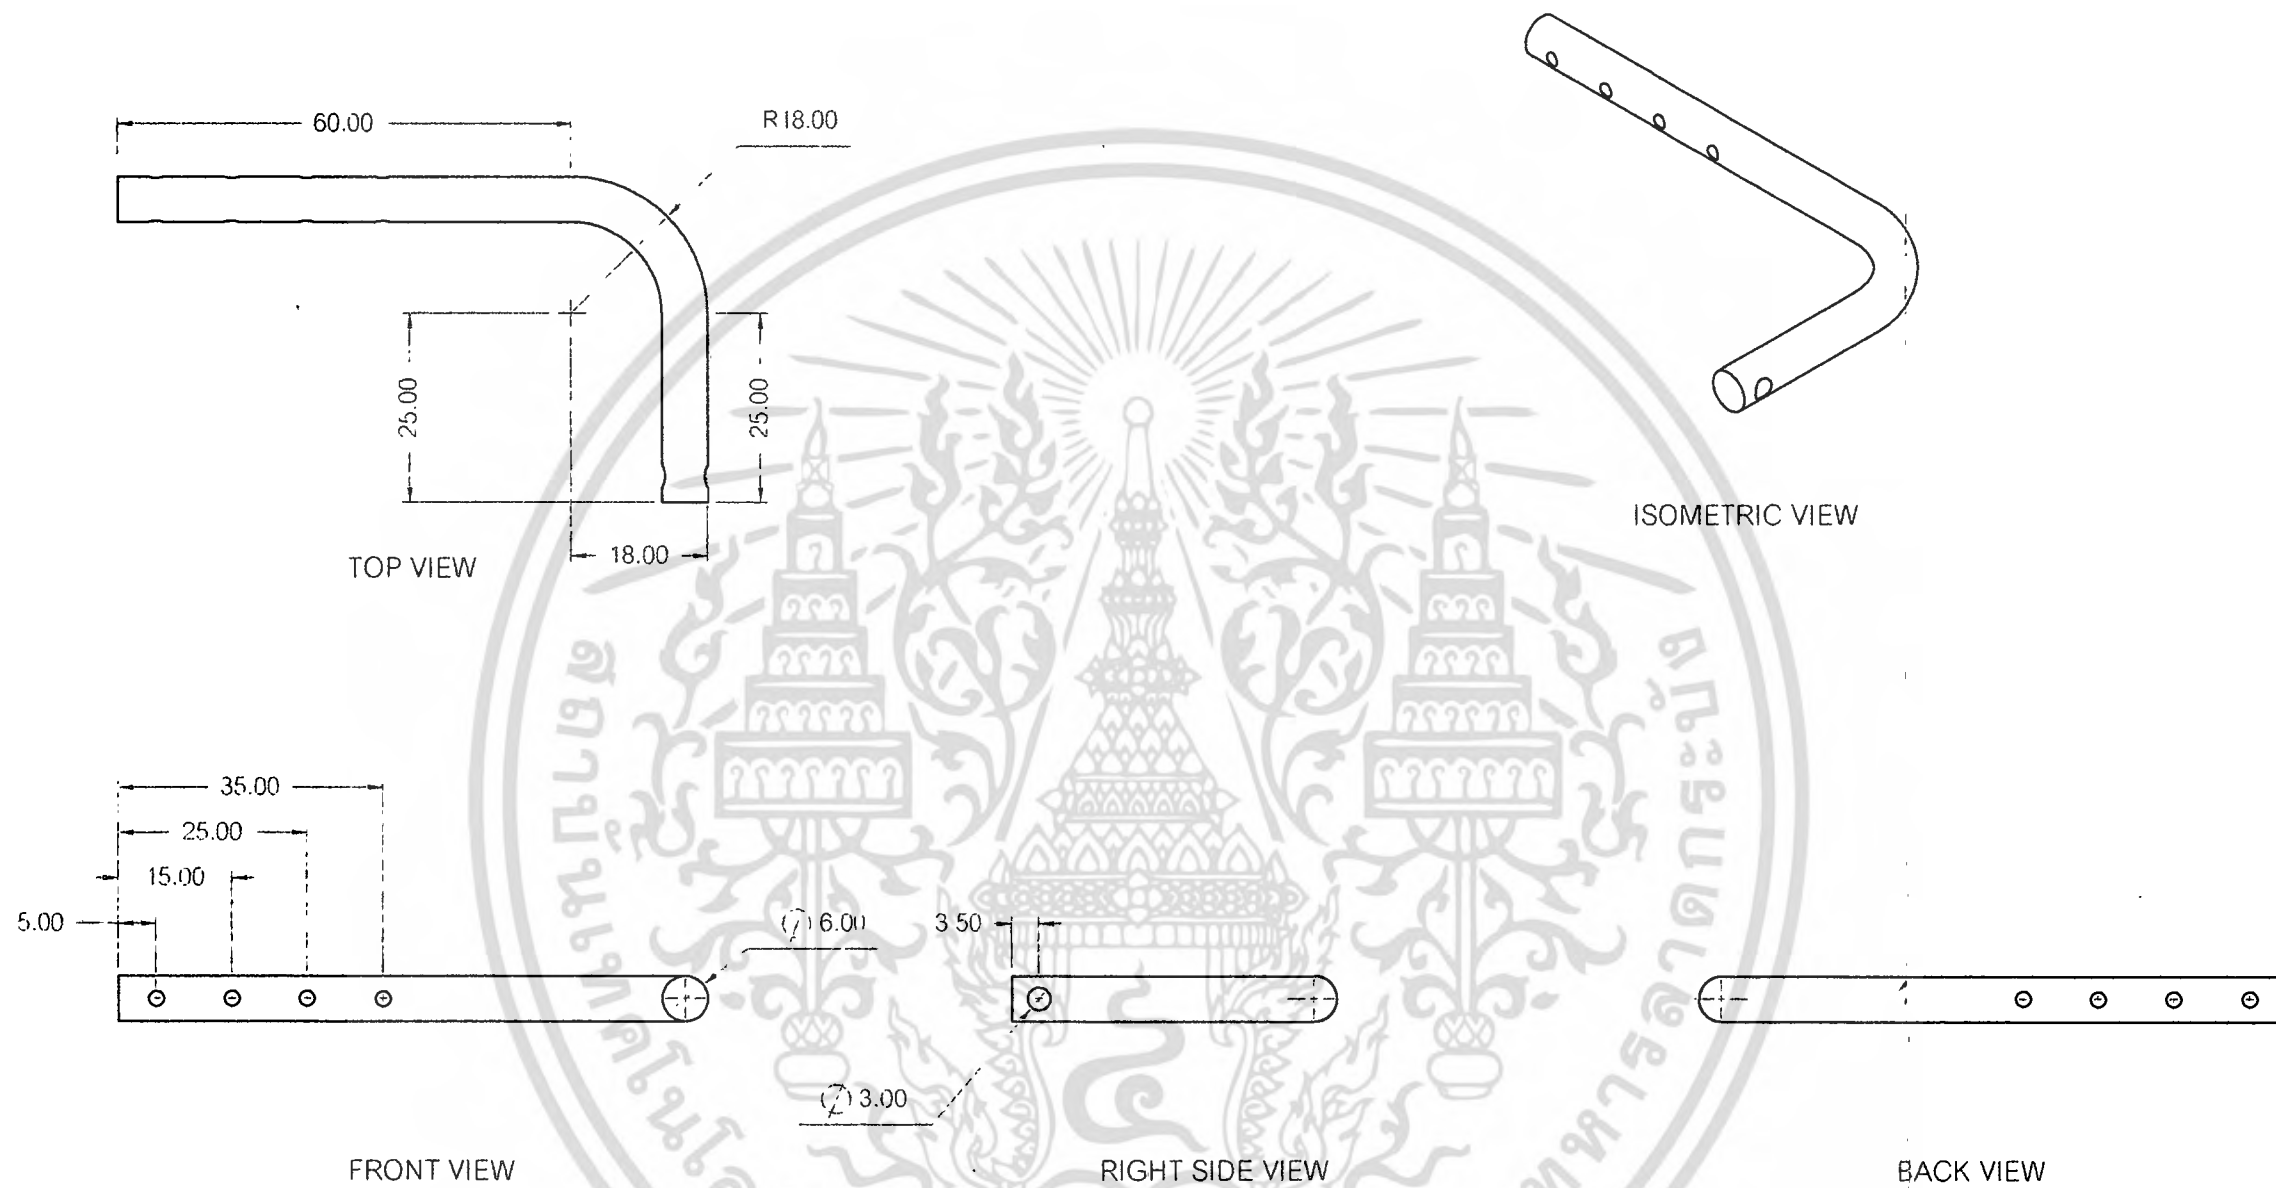 60.00
R18.00
25.00
25.00
18.00
TOP VIEW
ISOMETRIC VIEW
35.00
25.00
15.00
5.00
∅ 6.00
3.50
∅ 3.00
FRONT VIEW
RIGHT SIDE VIEW
BACK VIEW